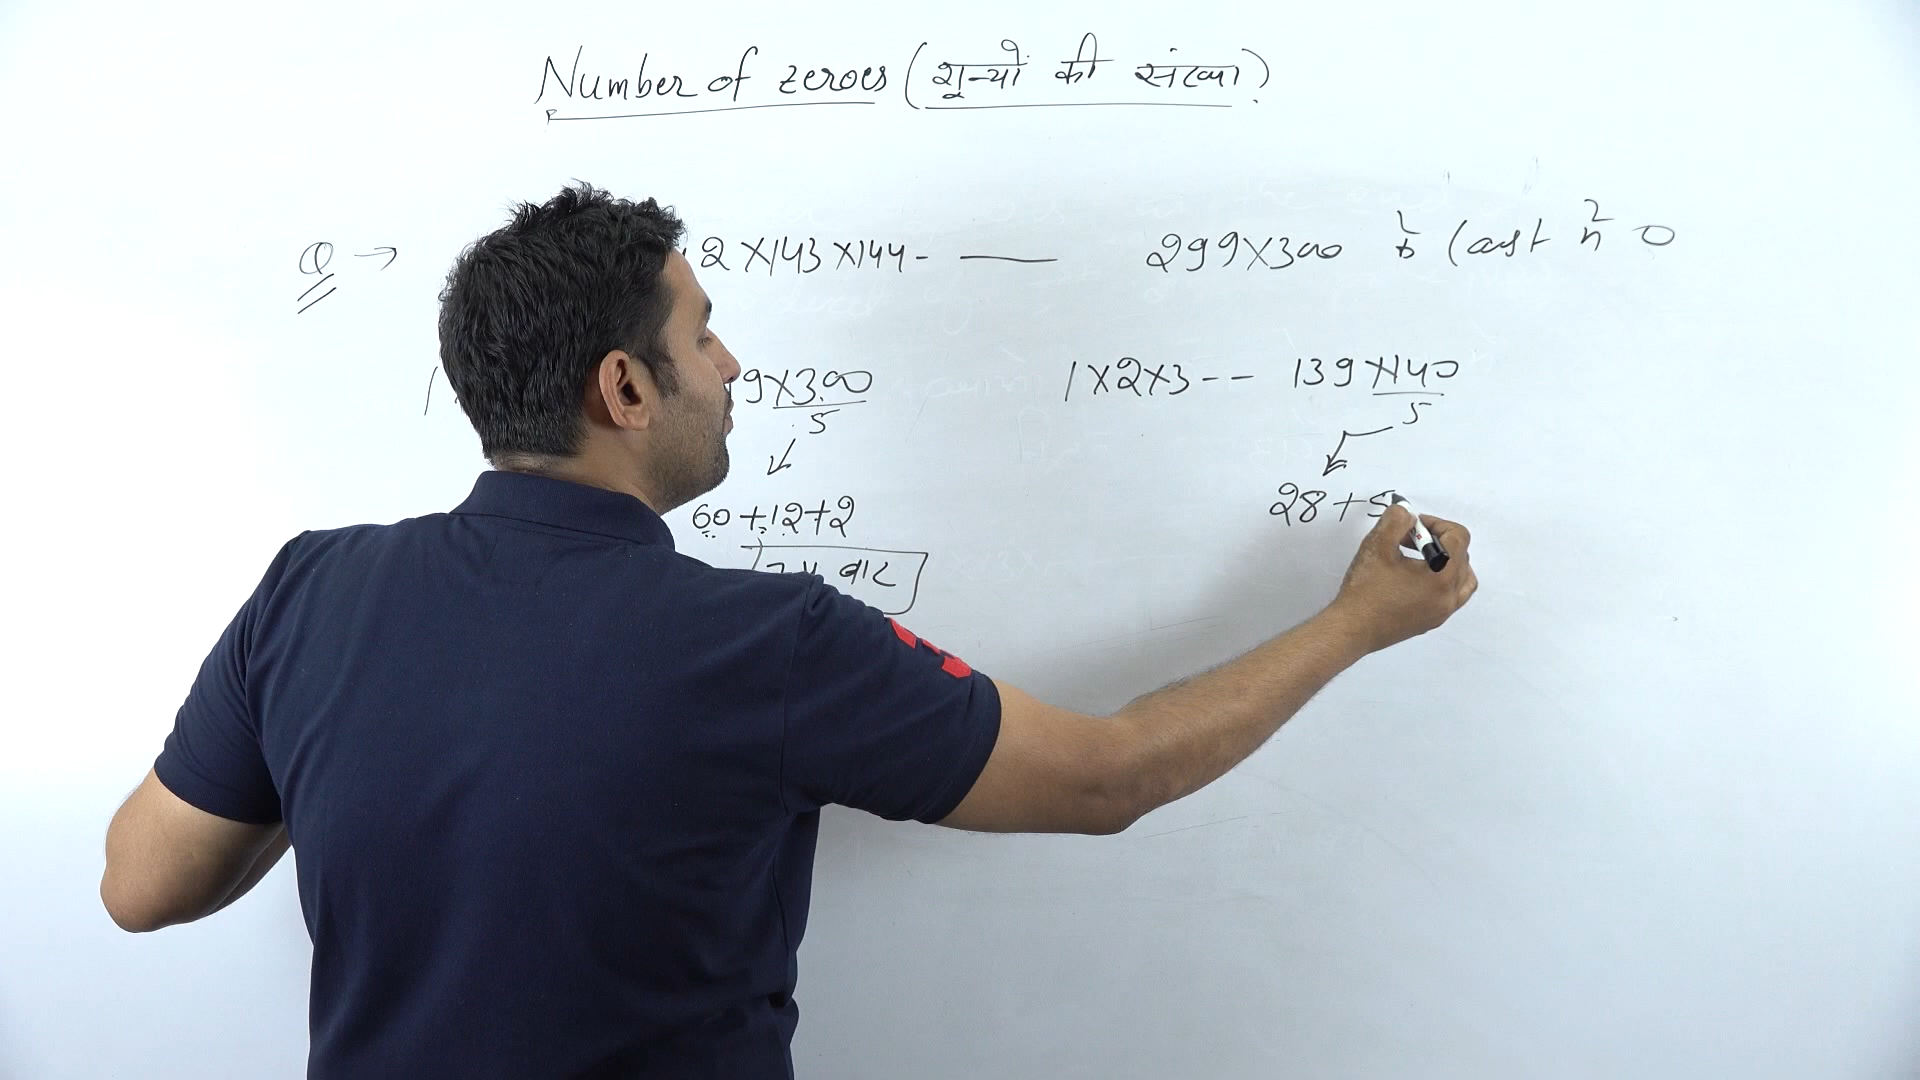 Number of zeroes (शून्यों की संख्या)
Q → 2 X 143 X 144 - —— 299 X 300 के last में 0
1 9 X 300 1 X 2 X 3 - - 139 X 140
5 5
60 + 12 + 2 28 + 5
बार